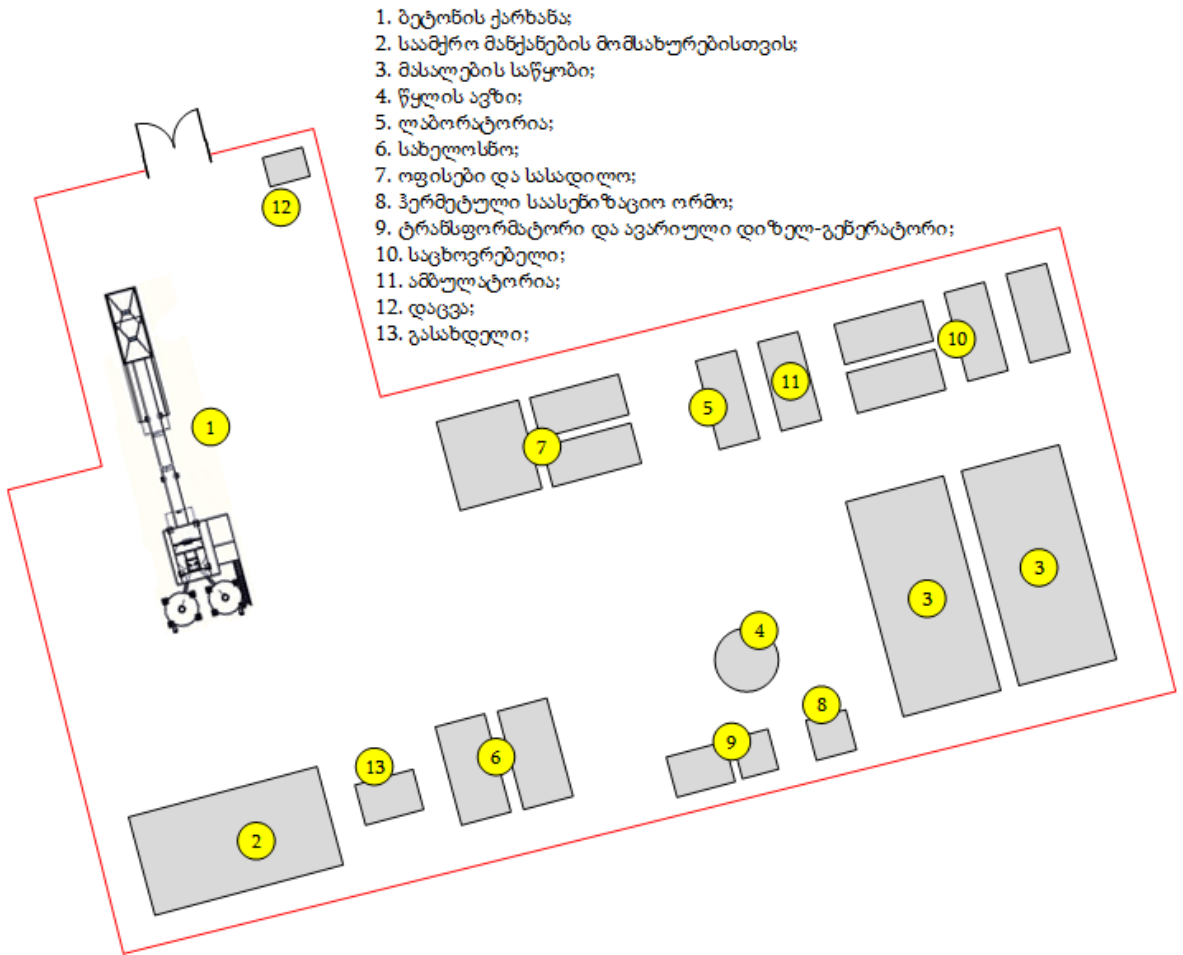 1. ბეტონის ქარხანა;
2. საამქრო მანქანების მომსახურებისთვის;
3. მასალების საწყობი;
4. წყლის ავზი;
5. ლაბორატორია;
6. სახელოსნო;
7. ოფისები და სასადილო;
8. ჰერმეტული საასენიზაციო ორმო;
9. ტრანსფორმატორი და ავარიული დიზელ-გენერატორი;
10. საცხოვრებელი;
11. ამბულატორია;
12. დაცვა;
13. გასახდელი;
12
10
11
5
1
7
3
3
4
8
9
6
13
2